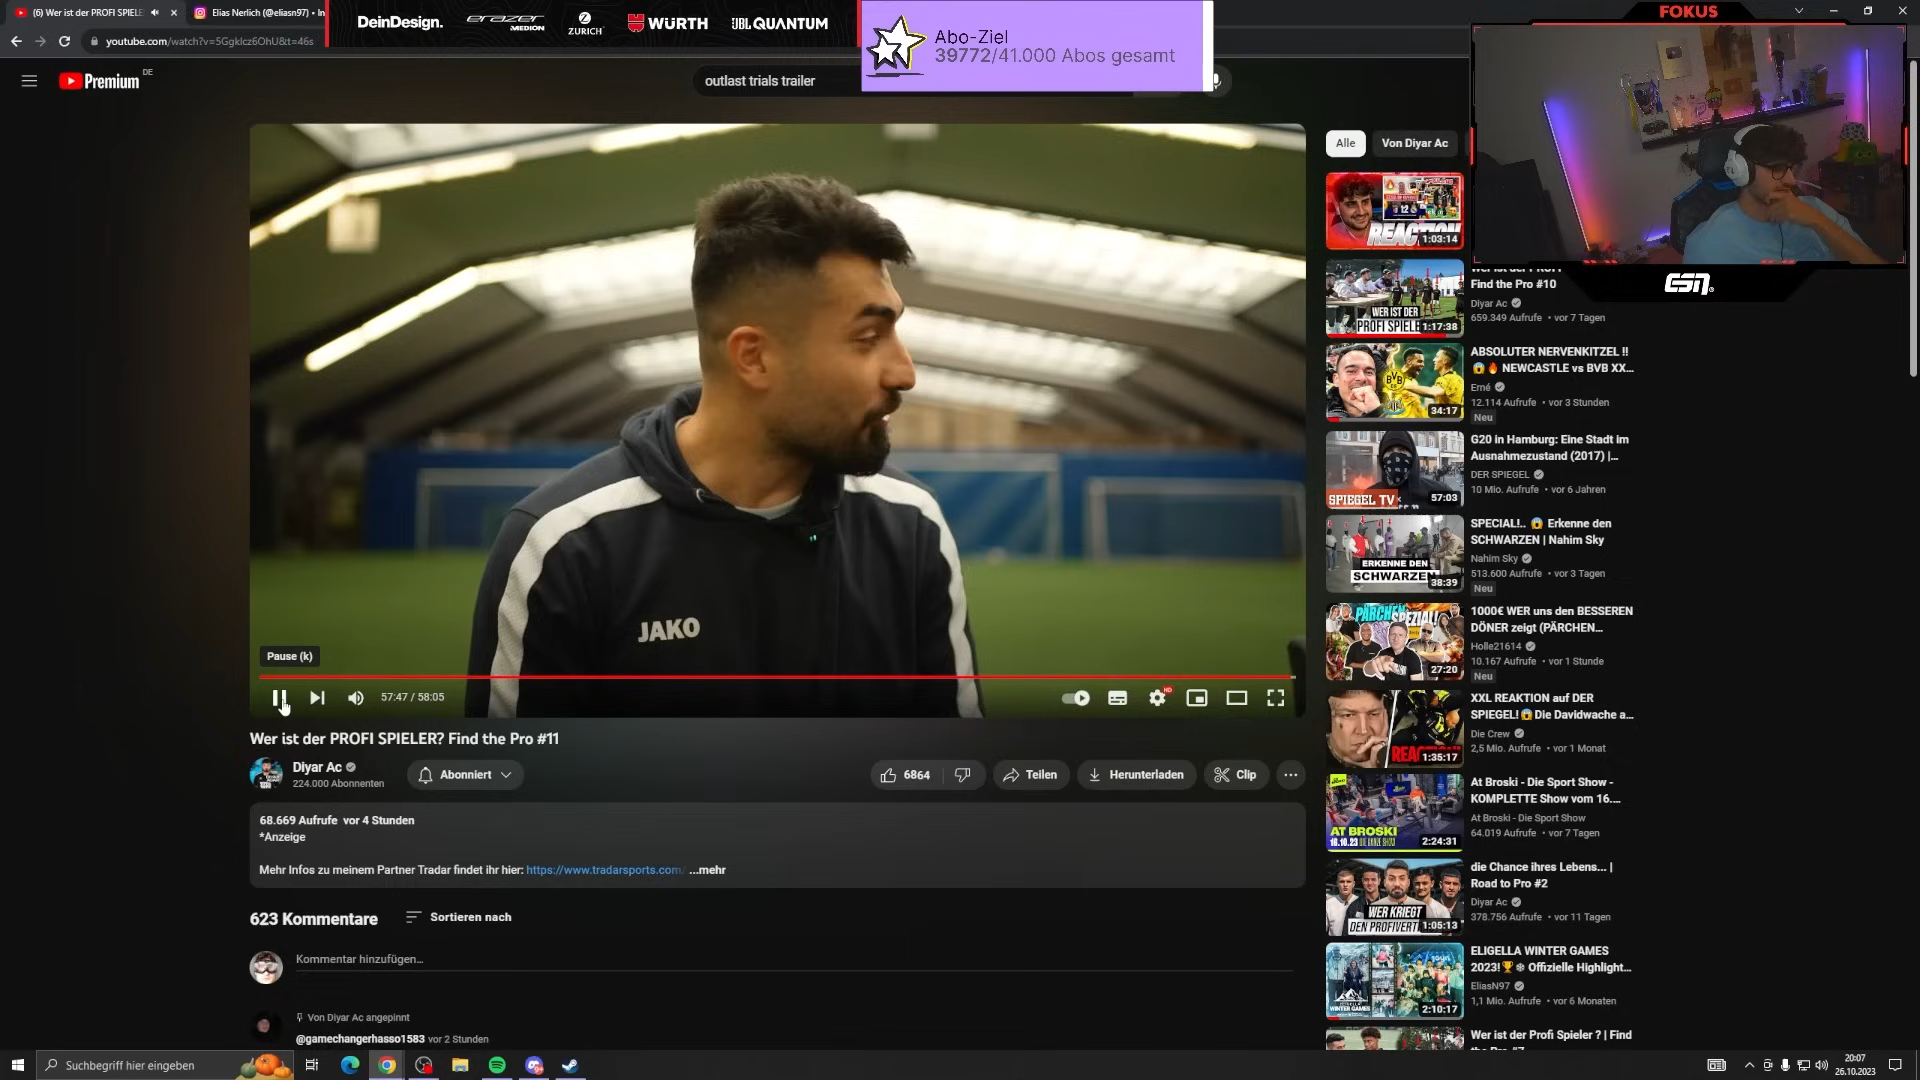 (6) Wer ist der PROFI SPIELE
Elias Nerlich (@eliasn97) • In
youtube.com/watch?v=5Ggklcz6OhU&t=46s
DeinDesign.
erazer
MEDION
ZURICH
WÜRTH
JBL QUANTUM
Abo-Ziel
39772/41.000 Abos gesamt
FOKUS
Premium
DE
outlast trials trailer
ESN
Alle
Von Diyar Ac
REACTION
1:03:14
Find the Pro #10
Diyar Ac
659.349 Aufrufe • vor 7 Tagen
WER IST DER
PROFI SPIELE
1:17:38
ABSOLUTER NERVENKITZEL !!
😱🔥 NEWCASTLE vs BVB XX...
Erné
12.114 Aufrufe • vor 3 Stunden
Neu
34:17
G20 in Hamburg: Eine Stadt im
Ausnahmezustand (2017) |...
DER SPIEGEL
10 Mio. Aufrufe • vor 6 Jahren
SPIEGEL TV
57:03
SPECIAL!.. 😱 Erkenne den
SCHWARZEN | Nahim Sky
Nahim Sky
513.600 Aufrufe • vor 3 Tagen
Neu
ERKENNE DEN
SCHWARZEN
38:39
1000€ WER uns den BESSEREN
DÖNER zeigt (PÄRCHEN...
Holle21614
10.167 Aufrufe • vor 1 Stunde
Neu
PÄRCHEN
SPEZIAL!
27:20
XXL REAKTION auf DER
SPIEGEL!😱Die Davidwache a...
Die Crew
2,5 Mio. Aufrufe • vor 1 Monat
REACTION
1:35:17
At Broski - Die Sport Show -
KOMPLETTE Show vom 16....
At Broski - Die Sport Show
64.019 Aufrufe • vor 7 Tagen
AT BROSKI
2:24:31
die Chance ihres Lebens... |
Road to Pro #2
Diyar Ac
378.756 Aufrufe • vor 11 Tagen
WER KRIEGT
DEN PROFIVERT
1:05:13
ELIGELLA WINTER GAMES
2023!🏆❄ Offizielle Highlight...
EliasN97
1,1 Mio. Aufrufe • vor 6 Monaten
WINTER GAMES
2:10:17
Wer ist der Profi Spieler ? | Find
JAKO
Pause (k)
57:47 / 58:05
HD
Wer ist der PROFI SPIELER? Find the Pro #11
Diyar Ac
224.000 Abonnenten
Abonniert
6864
Teilen
Herunterladen
Clip
68.669 Aufrufe vor 4 Stunden
*Anzeige
Mehr Infos zu meinem Partner Tradar findet ihr hier: https://www.tradarsports.com/ ...mehr
623 Kommentare
Sortieren nach
Kommentar hinzufügen...
Von Diyar Ac angepinnt
@gamechangerhasso1583 vor 2 Stunden
Suchbegriff hier eingeben
20:07
26.10.2023